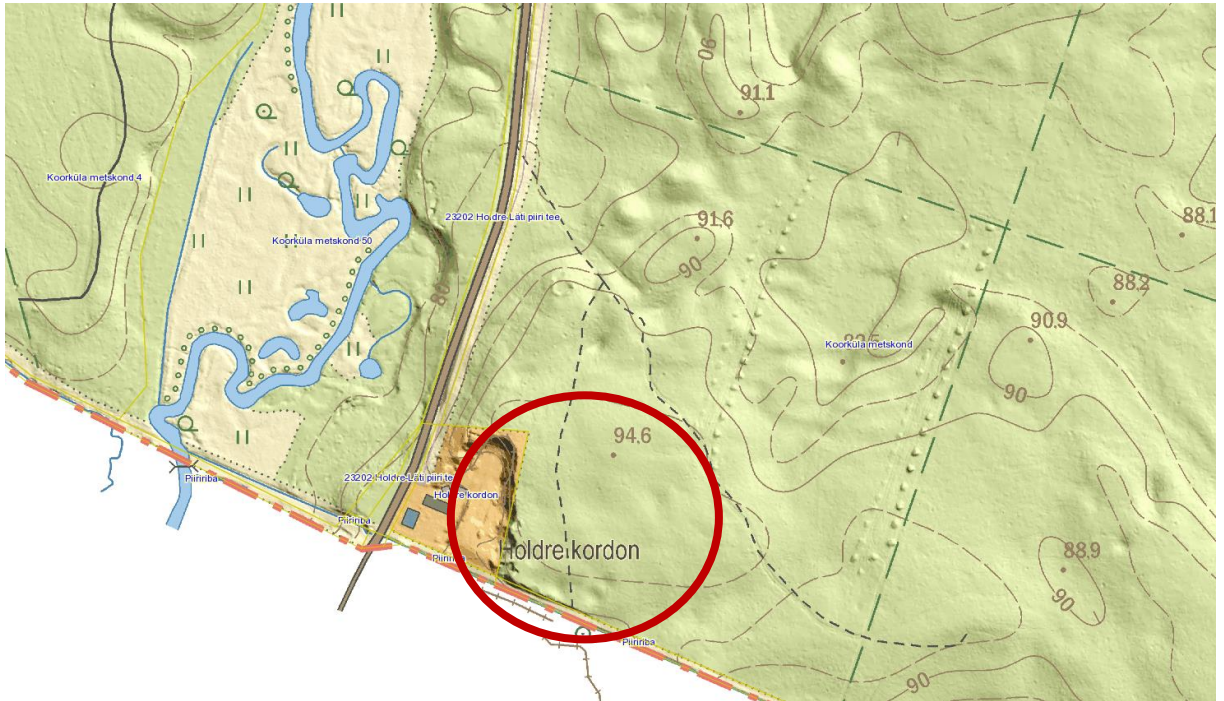 90
91.1
Koorküla metskond 4
91.6
23202 Holdre-Läti piiri tee
88.1
Koorküla metskond 50
90
88.2
80
90.9
Koorküla metskond
90
94.6
23202 Holdre-Läti piiri tee
Piiririba
Holdre kordon
Piiririba
Holdre kordon
Piiririba
88.9
90
Piiririba
90